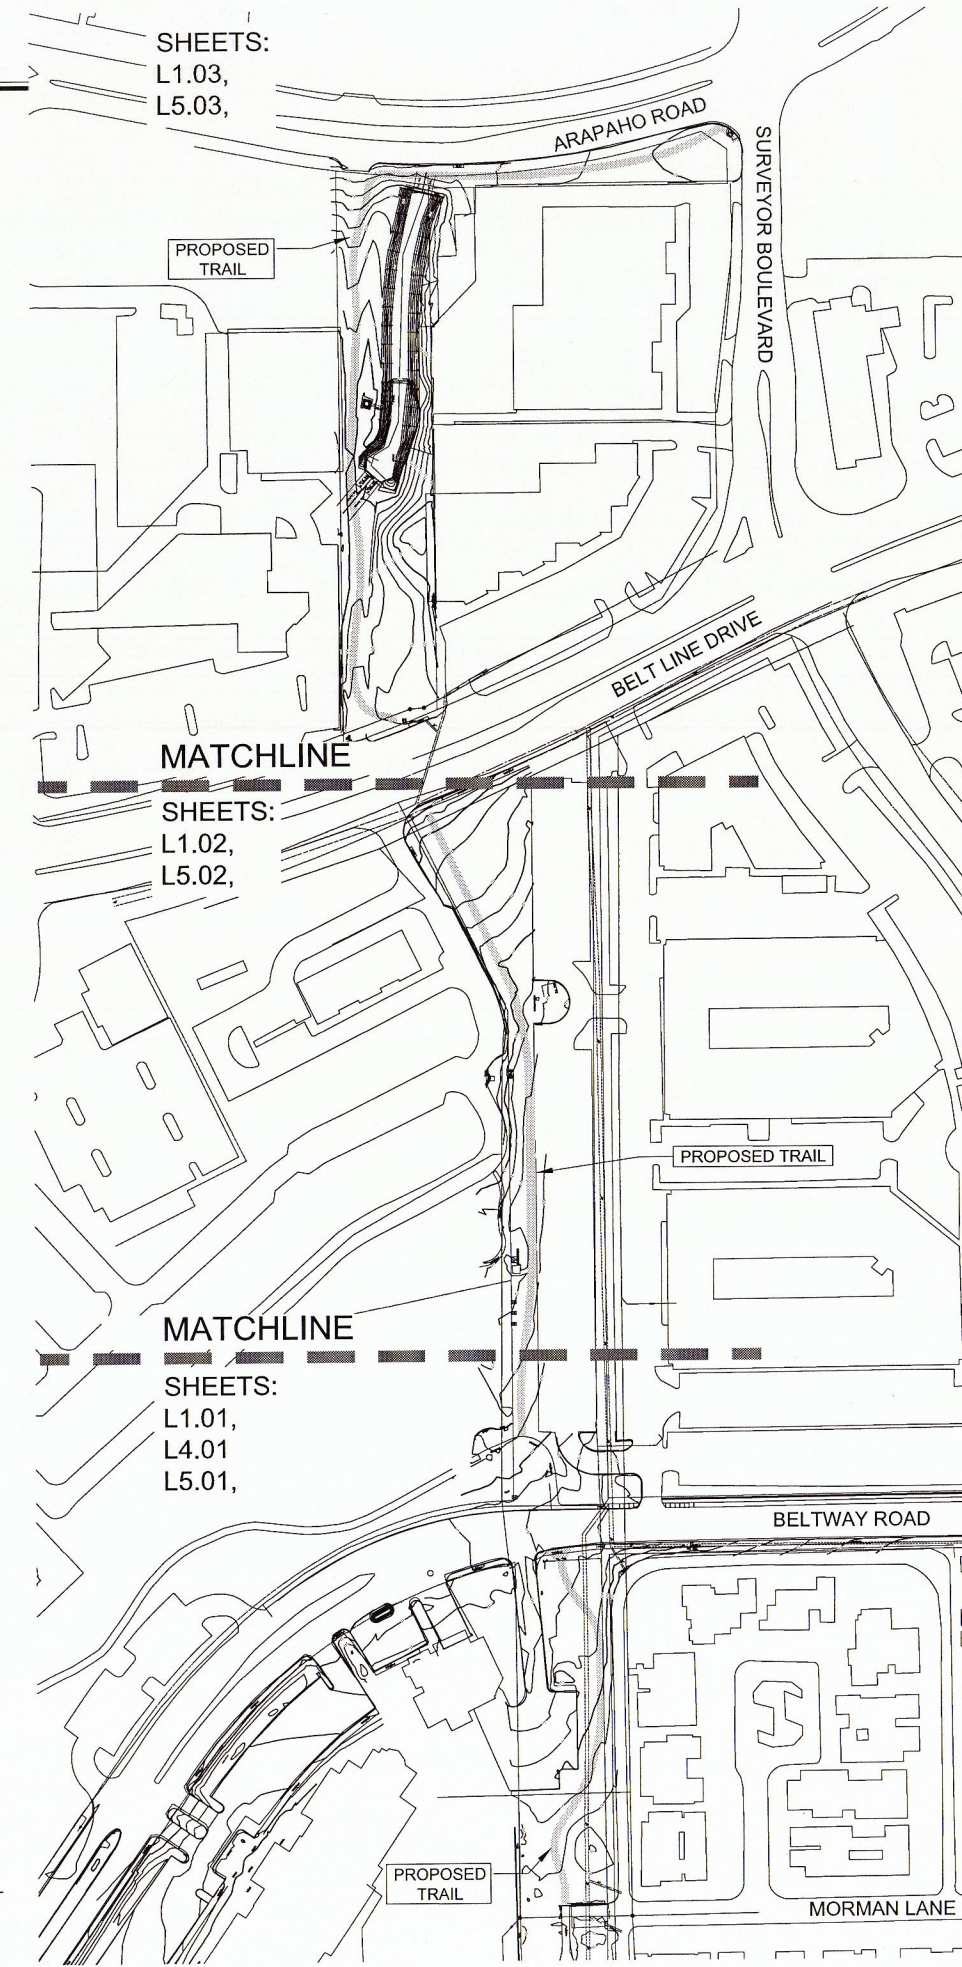 SHEETS:
L1.03,
L5.03,
ARAPAHO ROAD
SURVEYOR BOULEVARD
PROPOSED
TRAIL
BELT LINE DRIVE
MATCHLINE
SHEETS:
L1.02,
L5.02,
PROPOSED TRAIL
MATCHLINE
SHEETS:
L1.01,
L4.01
L5.01,
BELTWAY ROAD
PROPOSED
TRAIL
MORMAN LANE